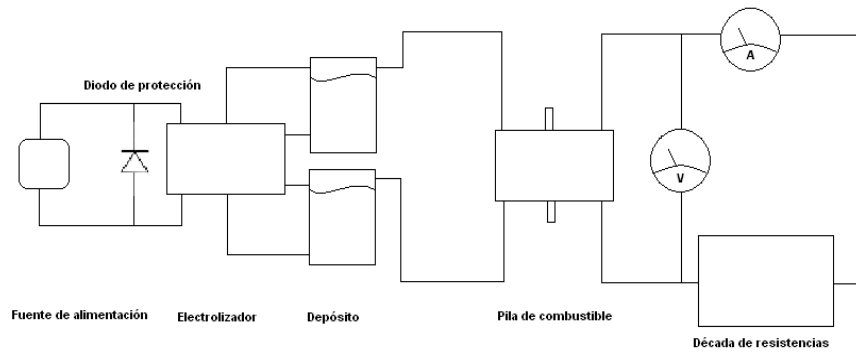 Diodo de protección
A
V
Fuente de alimentación
Electrolizador
Depósito
Pila de combustible
Década de resistencias